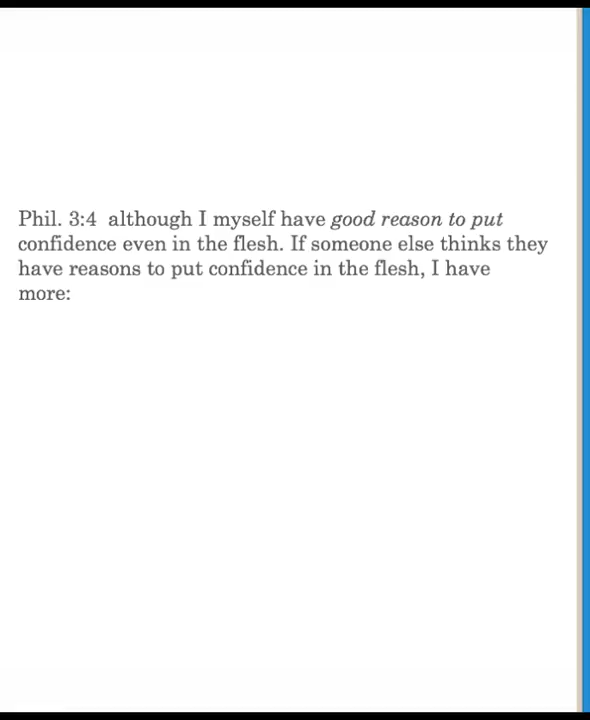 Phil. 3:4  although I myself have good reason to put
confidence even in the flesh. If someone else thinks they
have reasons to put confidence in the flesh, I have
more: